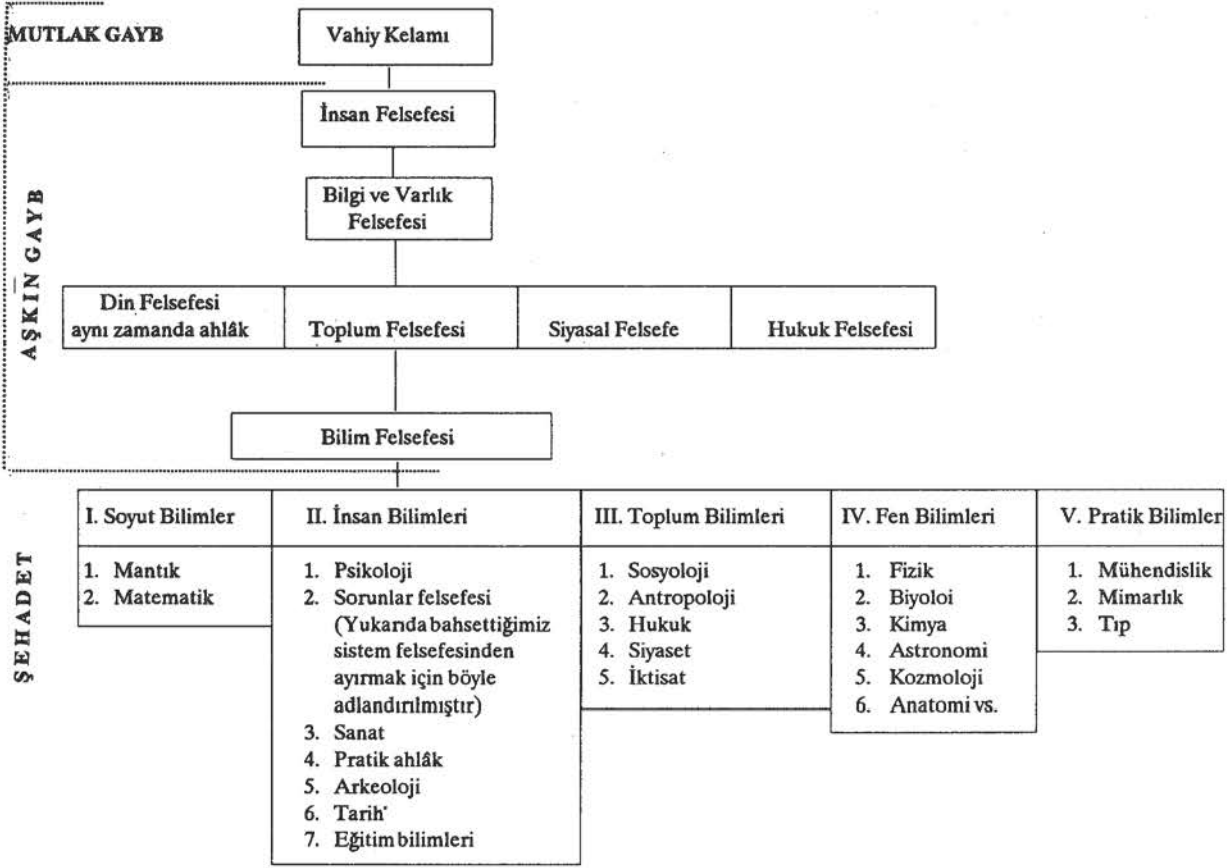 MUTLAK GAYB
Vahiy Kelamı
İnsan Felsefesi
Bilgi ve Varlık
Felsefesi
AŞKIN GAYB
Din Felsefesi
aynı zamanda ahlâk
Toplum Felsefesi
Siyasal Felsefe
Hukuk Felsefesi
Bilim Felsefesi
ŞEHADET
I. Soyut Bilimler
1. Mantık
2. Matematik
II. İnsan Bilimleri
1. Psikoloji
2. Sorunlar felsefesi
(Yukarıda bahsettiğimiz
sistem felsefesinden
ayırmak için böyle
adlandırılmıştır)
3. Sanat
4. Pratik ahlâk
5. Arkeoloji
6. Tarih
7. Eğitim bilimleri
III. Toplum Bilimleri
1. Sosyoloji
2. Antropoloji
3. Hukuk
4. Siyaset
5. İktisat
IV. Fen Bilimleri
1. Fizik
2. Biyoloi
3. Kimya
4. Astronomi
5. Kozmoloji
6. Anatomi vs.
V. Pratik Bilimler
1. Mühendislik
2. Mimarlık
3. Tıp